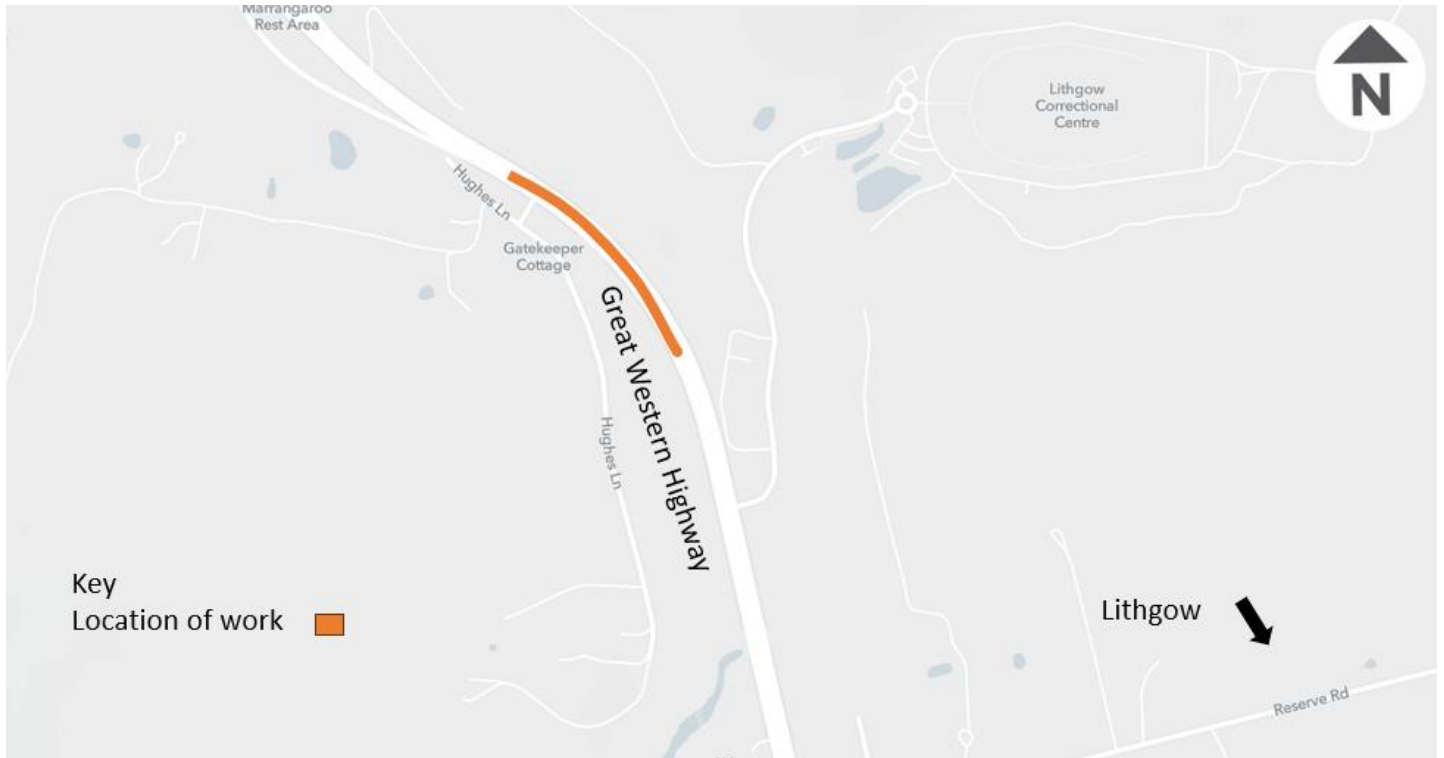 Marrangaroo
Rest Area
N
Lithgow
Correctional
Centre
Hughes Ln
Gatekeeper
Cottage
Great Western Highway
Hughes Ln
Key
Location of work
Lithgow
Reserve Rd